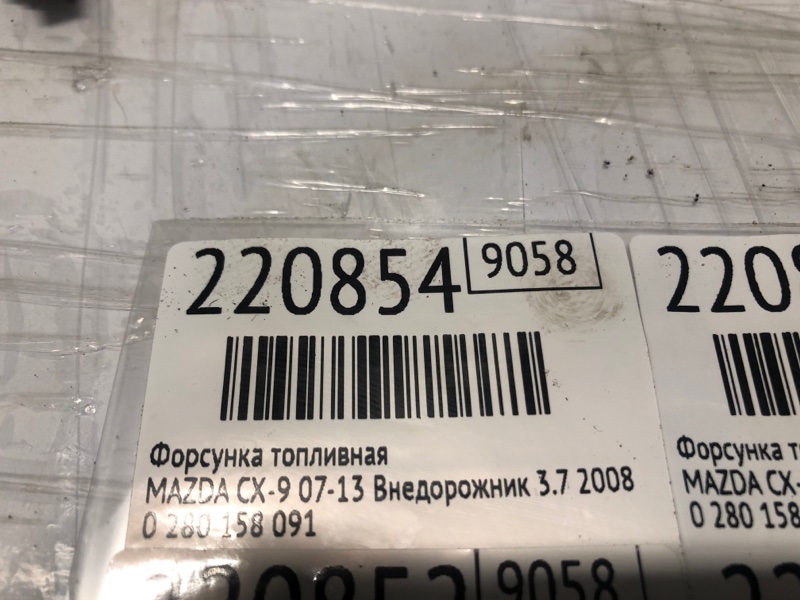 220854 9058
Форсунка топливная
MAZDA CX-9 07-13 Внедорожник 3.7 2008
0 280 158 091
220
Форсунка
MAZDA CX-
0 280 158
9058